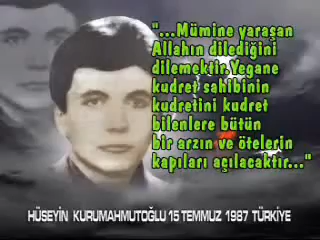 "...Mümine yaraşan
Allahın dilediğini
dilemektir. Yegane
kudret sahibinin
kudretini kudret
bilenlere bütün
bir arzın ve ötelerin
kapıları açılacaktır..."
HÜSEYİN KURUMAHMUTOĞLU 15 TEMMUZ 1987 TÜRKİYE